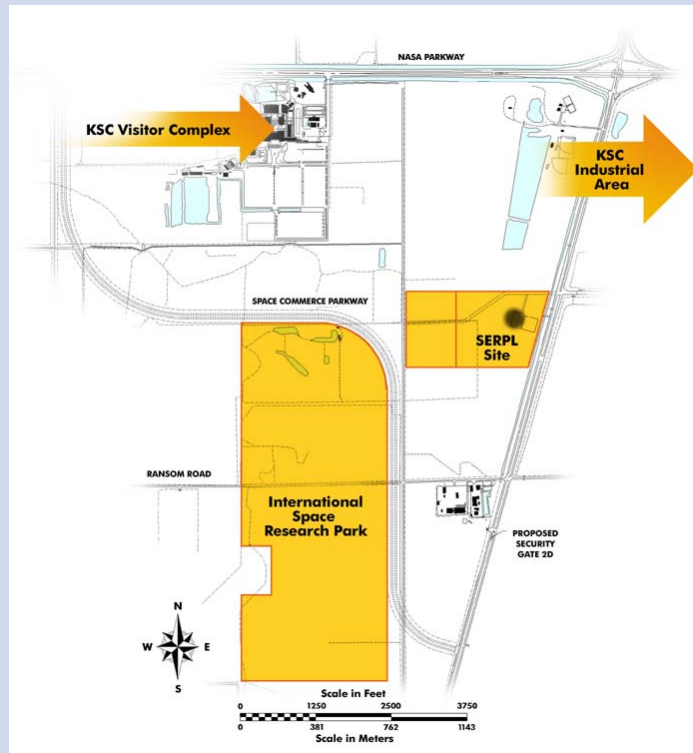 NASA PARKWAY
KSC Visitor Complex
KSC
Industrial
Area
SPACE COMMERCE PARKWAY
SERPL
Site
RANSOM ROAD
International
Space
Research Park
PROPOSED
SECURITY
GATE 2D
N
W E
S
Scale in Feet
0 1250 2500 3750
0 381 762 1143
Scale in Meters